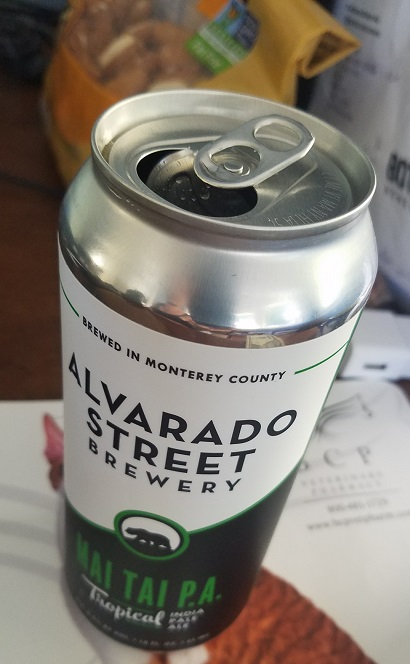 BREWED IN MONTEREY COUNTY
ALVARADO
STREET
BREWERY
MAI TAI P.A.
Tropical INDIA
PALE
ALE